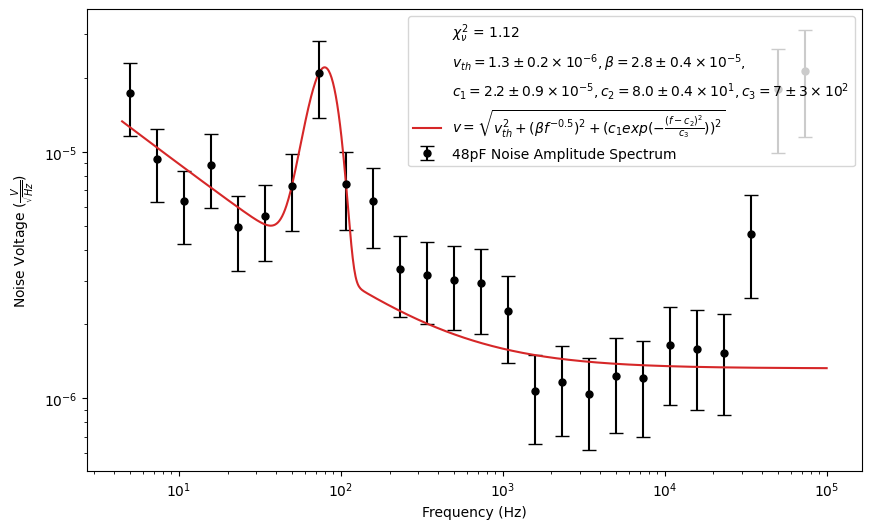 χ²ᵥ = 1.12
v_th = 1.3 ± 0.2 × 10⁻⁶, β = 2.8 ± 0.4 × 10⁻⁵,
c₁ = 2.2 ± 0.9 × 10⁻⁵, c₂ = 8.0 ± 0.4 × 10¹, c₃ = 7 ± 3 × 10²
v = √(v_th² + (βf^−0.5)² + (c₁exp(−(f − c₂)²/c₃))²)
48pF Noise Amplitude Spectrum
Noise Voltage (V/√Hz)
10⁻⁵
10⁻⁶
10¹ 10² 10³ 10⁴ 10⁵
Frequency (Hz)